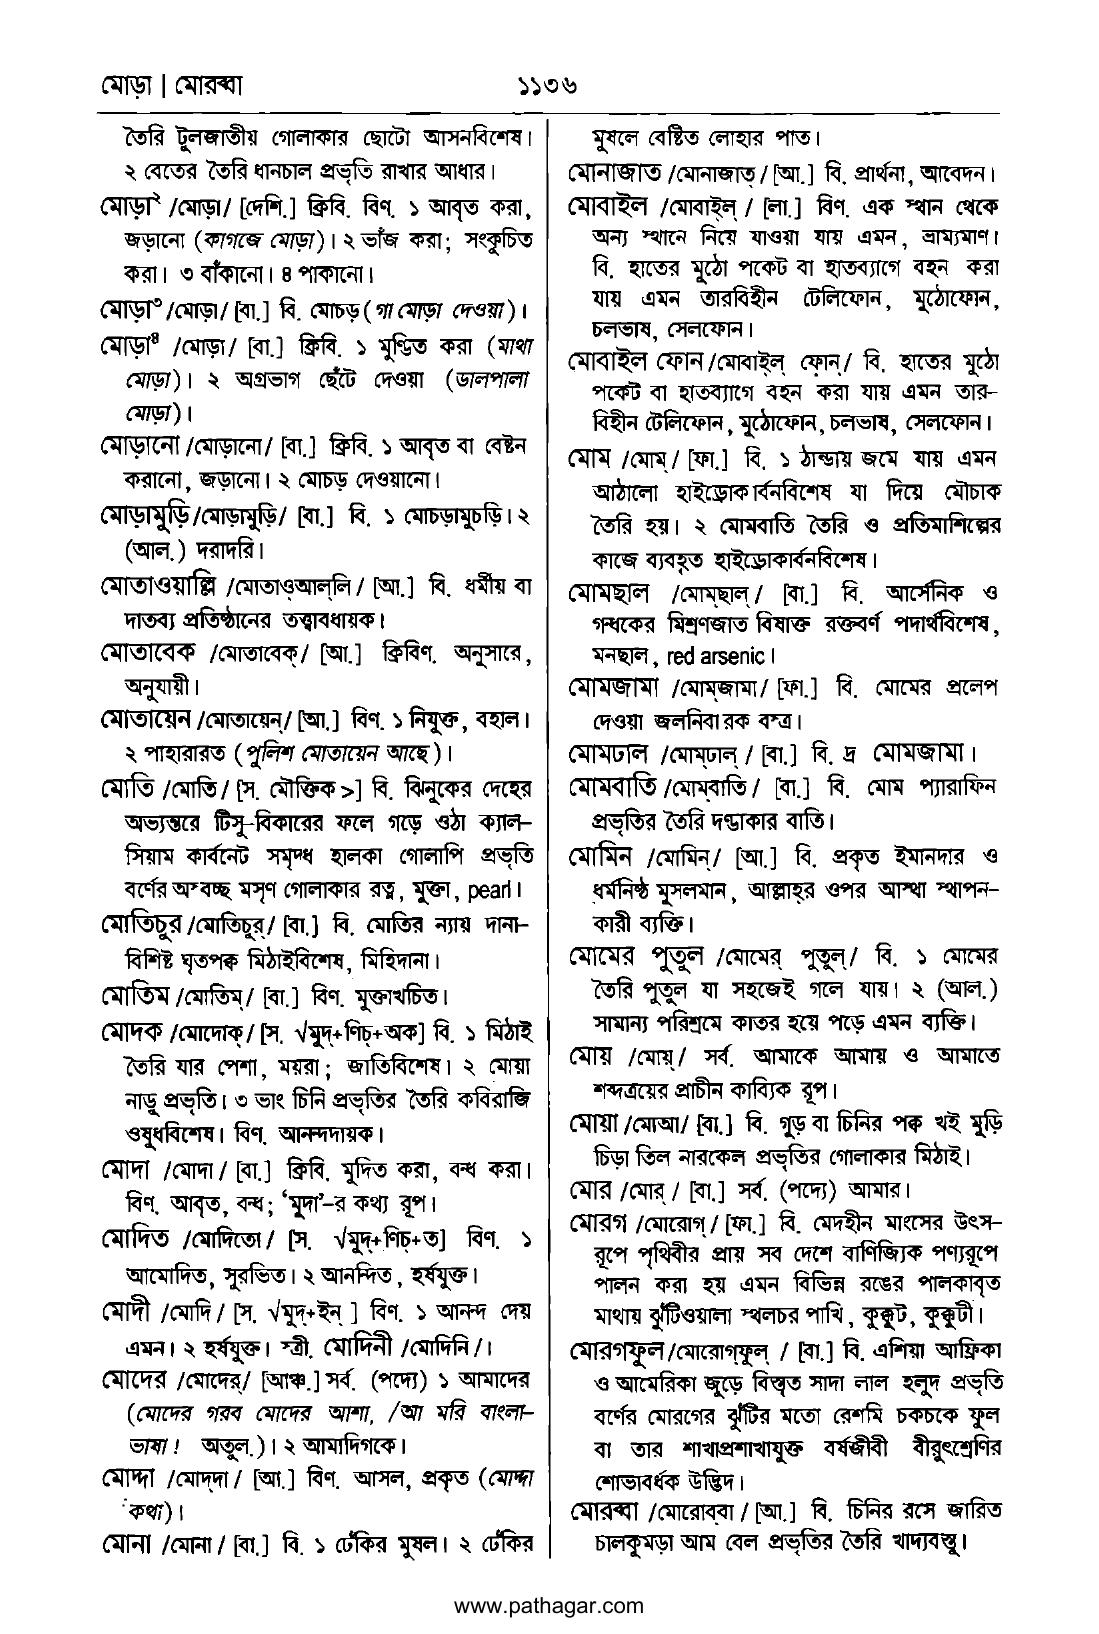 মোড়া | মোরব্বা
১১৩৬
তৈরি টুলজাতীয় গোলাকার ছোটো আসনবিশেষ।
২ বেতের তৈরি ধানচাল প্রভৃতি রাখার আধার।
মোড়া২ /মোড়া/ [দেশি.] ক্রিবি. বিণ. ১ আবৃত করা,
জড়ানো (কাগজে মোড়া)। ২ ভাঁজ করা; সংকুচিত
করা। ৩ বাঁকানো। ৪ পাকানো।
মোড়া৩ /মোড়া/ [বা.] বি. মোচড় (গা মোড়া দেওয়া)।
মোড়া৪ /মোড়া/ [বা.] ক্রিবি. ১ মুণ্ডিত করা (মাথা
মোড়া)। ২ অগ্রভাগ ছেঁটে দেওয়া (ডালপালা
মোড়া)।
মোড়ানো /মোড়ানো/ [বা.] ক্রিবি. ১ আবৃত বা বেষ্টন
করানো, জড়ানো। ২ মোচড় দেওয়ানো।
মোড়ামুড়ি /মোড়ামুড়ি/ [বা.] বি. ১ মোচড়ামুচড়ি। ২
(আল.) দরাদরি।
মোতাওয়াল্লি /মোতাওআল্‌লি/ [আ.] বি. ধর্মীয় বা
দাতব্য প্রতিষ্ঠানের তত্ত্বাবধায়ক।
মোতাবেক /মোতাবেক্‌/ [আ.] ক্রিবিণ. অনুসারে,
অনুযায়ী।
মোতায়েন /মোতায়েন্‌/ [আ.] বিণ. ১ নিযুক্ত, বহাল।
২ পাহারারত (পুলিশ মোতায়েন আছে)।
মোতি /মোতি/ [স. মৌক্তিক >] বি. ঝিনুকের দেহের
অভ্যন্তরে টিসু-বিকারের ফলে গড়ে ওঠা ক্যাল-
সিয়াম কার্বনেট সমৃদ্ধ হালকা গোলাপি প্রভৃতি
বর্ণের অস্বচ্ছ মসৃণ গোলাকার রত্ন, মুক্তা, pearl।
মোতিচুর /মোতিচুর্‌/ [বা.] বি. মোতির ন্যায় দানা-
বিশিষ্ট ঘৃতপক্ব মিঠাইবিশেষ, মিহিদানা।
মোতিম /মোতিম্‌/ [বা.] বিণ. মুক্তাখচিত।
মোদক /মোদোক্‌/ [স. √মুদ্‌+ণিচ্‌+অক] বি. ১ মিঠাই
তৈরি যার পেশা, ময়রা; জাতিবিশেষ। ২ মোয়া
নাড়ু প্রভৃতি। ৩ ভাং চিনি প্রভৃতির তৈরি কবিরাজি
ওষুধবিশেষ। বিণ. আনন্দদায়ক।
মোদা /মোদা/ [বা.] ক্রিবি. মুদিত করা, বন্ধ করা।
বিণ. আবৃত, বন্ধ; ‘মুদা’-র কথ্য রূপ।
মোদিত /মোদিতো/ [স. √মুদ্‌+ণিচ্‌+ত] বিণ. ১
আমোদিত, সুরভিত। ২ আনন্দিত, হর্ষযুক্ত।
মোদী /মোদি/ [স. √মুদ্‌+ইন্‌ ] বিণ. ১ আনন্দ দেয়
এমন। ২ হর্ষযুক্ত। স্ত্রী. মোদিনী /মোদিনি/।
মোদের /মোদের্‌/ [আঞ্চ.] সর্ব. (পদ্যে) ১ আমাদের
(মোদের গরব মোদের আশা, /আ মরি বাংলা-
ভাষা! অতুল.)। ২ আমাদিগকে।
মোদ্দা /মোদ্‌দা/ [আ.] বিণ. আসল, প্রকৃত (মোদ্দা
কথা)।
মোনা /মোনা/ [বা.] বি. ১ ঢেঁকির মুষল। ২ ঢেঁকির
মুষলে বেষ্টিত লোহার পাত।
মোনাজাত /মোনাজাত্‌/ [আ.] বি. প্রার্থনা, আবেদন।
মোবাইল /মোবাইল্‌/ [লা.] বিণ. এক স্থান থেকে
অন্য স্থানে নিয়ে যাওয়া যায় এমন, ভ্রাম্যমাণ।
বি. হাতের মুঠো পকেট বা হাতব্যাগে বহন করা
যায় এমন তারবিহীন টেলিফোন, মুঠোফোন,
চলভাষ, সেলফোন।
মোবাইল ফোন /মোবাইল্‌ ফোন্‌/ বি. হাতের মুঠো
পকেট বা হাতব্যাগে বহন করা যায় এমন তার-
বিহীন টেলিফোন, মুঠোফোন, চলভাষ, সেলফোন।
মোম /মোম্‌/ [ফা.] বি. ১ ঠান্ডায় জমে যায় এমন
আঠালো হাইড্রোকার্বনবিশেষ যা দিয়ে মৌচাক
তৈরি হয়। ২ মোমবাতি তৈরি ও প্রতিমাশিল্পের
কাজে ব্যবহৃত হাইড্রোকার্বনবিশেষ।
মোমছাল /মোম্‌ছাল্‌/ [বা.] বি. আর্সেনিক ও
গন্ধকের মিশ্রণজাত বিষাক্ত রক্তবর্ণ পদার্থবিশেষ,
মনছাল, red arsenic।
মোমজামা /মোম্‌জামা/ [ফা.] বি. মোমের প্রলেপ
দেওয়া জলনিবারক বস্ত্র।
মোমঢাল /মোম্‌ঢাল্‌/ [বা.] বি. দ্র মোমজামা।
মোমবাতি /মোম্‌বাতি/ [বা.] বি. মোম প্যারাফিন
প্রভৃতির তৈরি দণ্ডাকার বাতি।
মোমিন /মোমিন্‌/ [আ.] বি. প্রকৃত ইমানদার ও
ধর্মনিষ্ঠ মুসলমান, আল্লাহ্‌র ওপর আস্থা স্থাপন-
কারী ব্যক্তি।
মোমের পুতুল /মোমের্‌ পুতুল্‌/ বি. ১ মোমের
তৈরি পুতুল যা সহজেই গলে যায়। ২ (আল.)
সামান্য পরিশ্রমে কাতর হয়ে পড়ে এমন ব্যক্তি।
মোয় /মোয়্‌/ সর্ব. আমাকে আমায় ও আমাতে
শব্দত্রয়ের প্রাচীন কাব্যিক রূপ।
মোয়া /মোআ/ [বা.] বি. গুড় বা চিনির পক্ব খই মুড়ি
চিড়া তিল নারকেল প্রভৃতির গোলাকার মিঠাই।
মোর /মোর্‌/ [বা.] সর্ব. (পদ্যে) আমার।
মোরগ /মোরোগ্‌/ [ফা.] বি. মেদহীন মাংসের উৎস-
রূপে পৃথিবীর প্রায় সব দেশে বাণিজ্যিক পণ্যরূপে
পালন করা হয় এমন বিভিন্ন রঙের পালকাবৃত
মাথায় ঝুঁটিওয়ালা স্থলচর পাখি, কুক্কুট, কুক্কুটী।
মোরগফুল /মোরোগ্‌ফুল্‌ / [বা.] বি. এশিয়া আফ্রিকা
ও আমেরিকা জুড়ে বিস্তৃত সাদা লাল হলুদ প্রভৃতি
বর্ণের মোরগের ঝুঁটির মতো রেশমি চকচকে ফুল
বা তার শাখাপ্রশাখাযুক্ত বর্ষজীবী বীরুৎশ্রেণির
শোভাবর্ধক উদ্ভিদ।
মোরব্বা /মোরোব্‌বা/ [আ.] বি. চিনির রসে জারিত
চালকুমড়া আম বেল প্রভৃতির তৈরি খাদ্যবস্তু।
www.pathagar.com